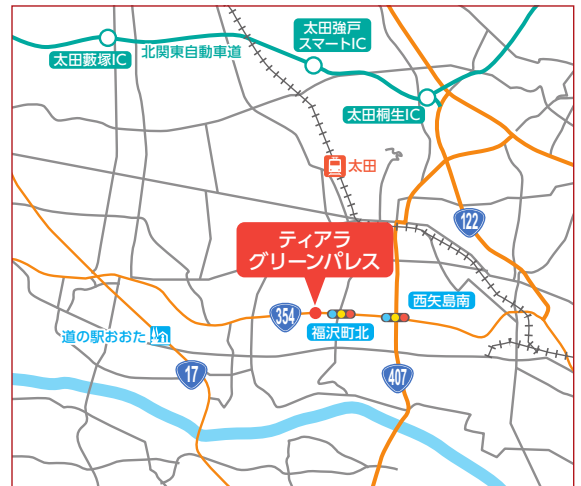 太田強戸
スマートIC
北関東自動車道
太田藪塚IC
太田桐生IC
太田
122
ティアラ
グリーンパレス
354
西矢島南
福沢町北
道の駅おおた
17
407